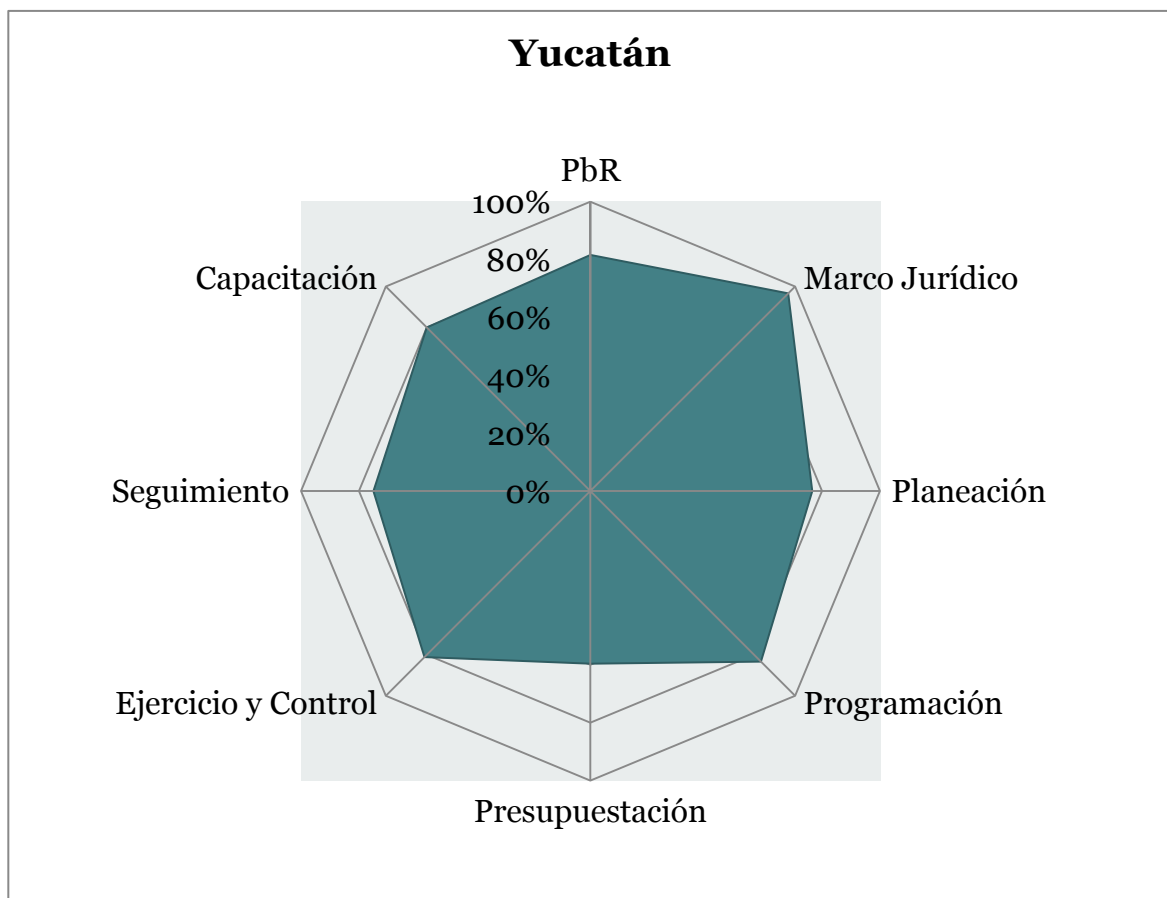 Yucatán
PbR
100%
Marco Jurídico
Capacitación
80%
60%
40%
20%
Seguimiento
0%
Planeación
Ejercicio y Control
Programación
Presupuestación